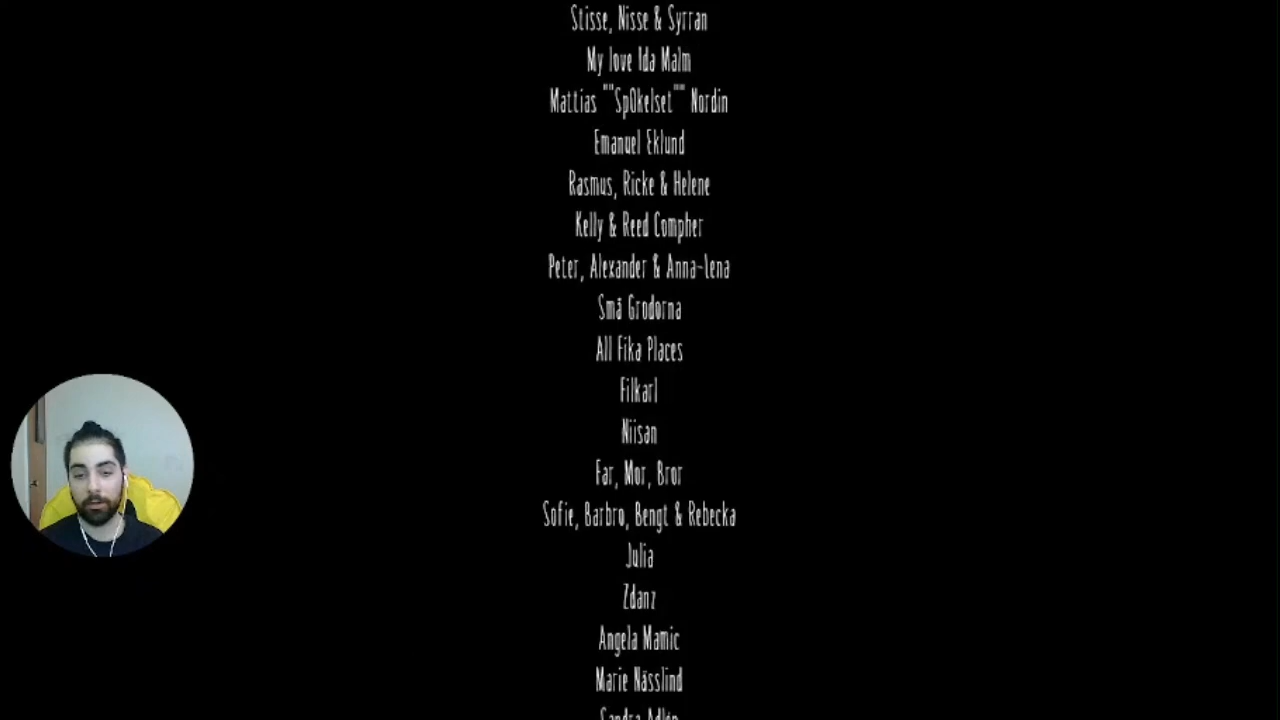 Stisse, Nisse & Syrran
My love Ida Malm
Mattias ""Sp0kelset"" Nordin
Emanuel Eklund
Rasmus, Ricke & Helene
Kelly & Reed Compher
Peter, Alexander & Anna-Lena
Små Grodorna
All Fika Places
Filkarl
Niisan
Far, Mor, Bror
Sofie, Barbro, Bengt & Rebecka
Julia
Zdanz
Angela Mamic
Marie Nässlind